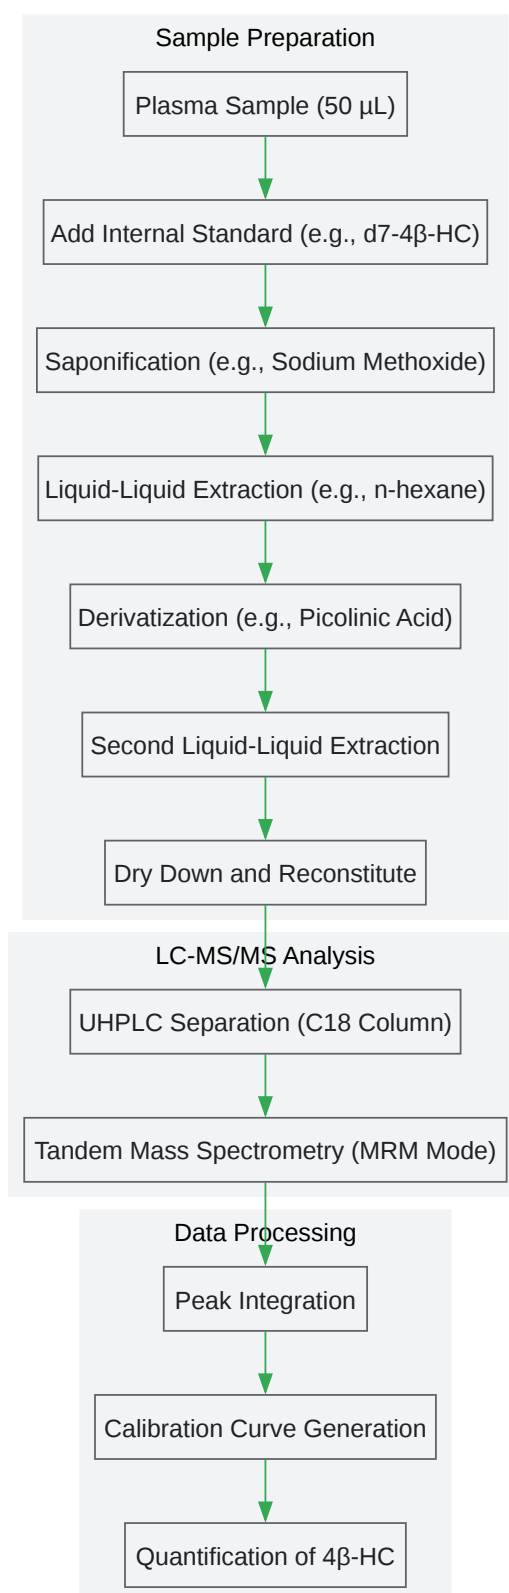 Sample Preparation
Plasma Sample (50 µL)
Add Internal Standard (e.g., d7-4β-HC)
Saponification (e.g., Sodium Methoxide)
Liquid-Liquid Extraction (e.g., n-hexane)
Derivatization (e.g., Picolinic Acid)
Second Liquid-Liquid Extraction
Dry Down and Reconstitute
LC-MS/MS Analysis
UHPLC Separation (C18 Column)
Tandem Mass Spectrometry (MRM Mode)
Data Processing
Peak Integration
Calibration Curve Generation
Quantification of 4β-HC